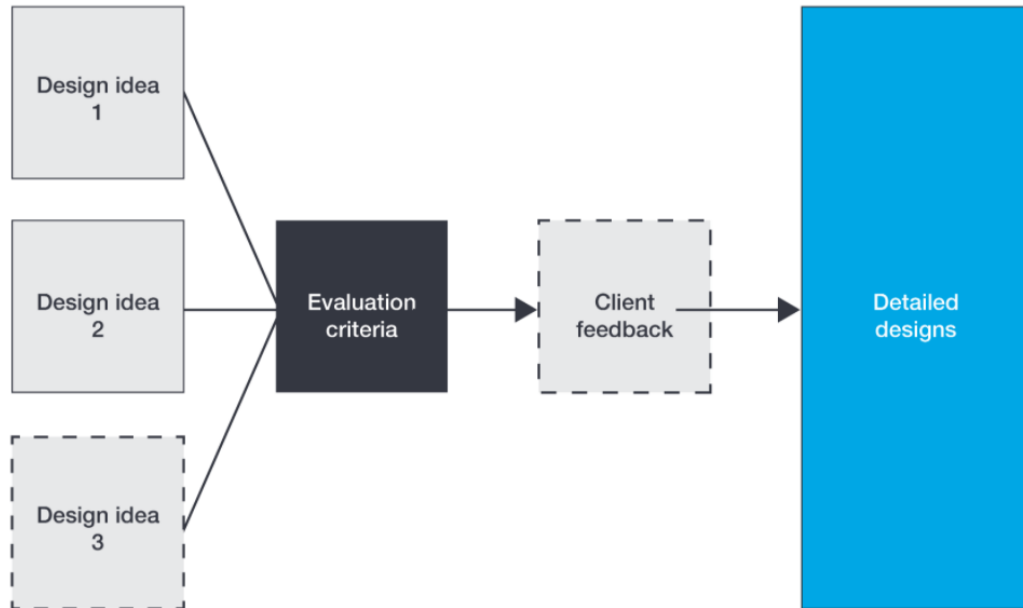 Design idea
1
Design idea
2
Design idea
3
Evaluation
criteria
Client
feedback
Detailed
designs